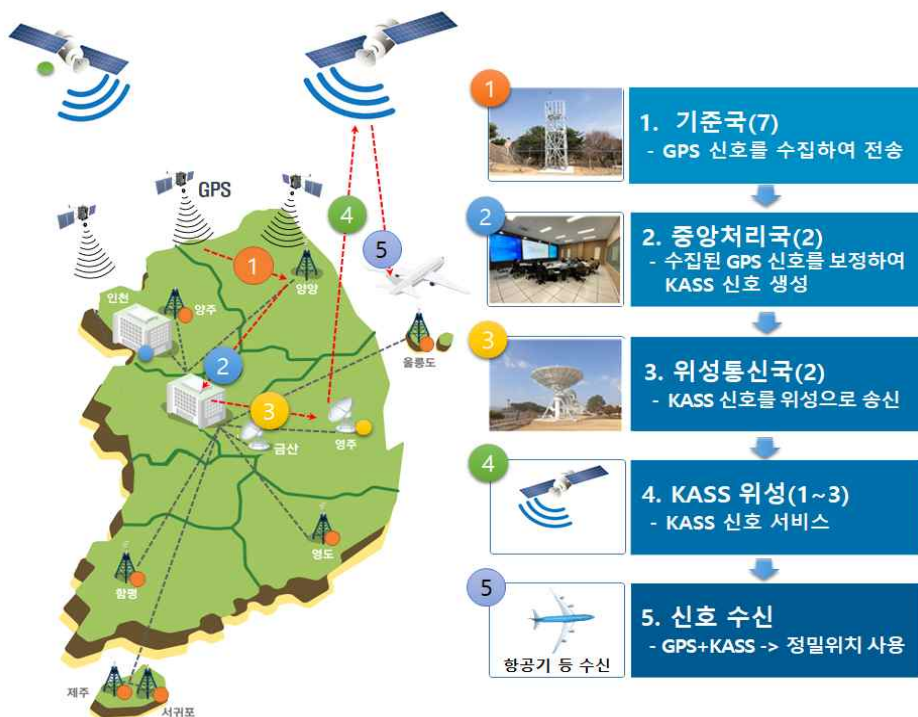 GPS
1
양양
인천
양주
2
3
4
5
울릉도
금산
영주
영도
함평
제주
서귀포
1
1. 기준국(7)
- GPS 신호를 수집하여 전송
2
2. 중앙처리국(2)
- 수집된 GPS 신호를 보정하여
KASS 신호 생성
3
3. 위성통신국(2)
- KASS 신호를 위성으로 송신
4
4. KASS 위성(1~3)
- KASS 신호 서비스
5
항공기 등 수신
5. 신호 수신
- GPS+KASS -> 정밀위치 사용